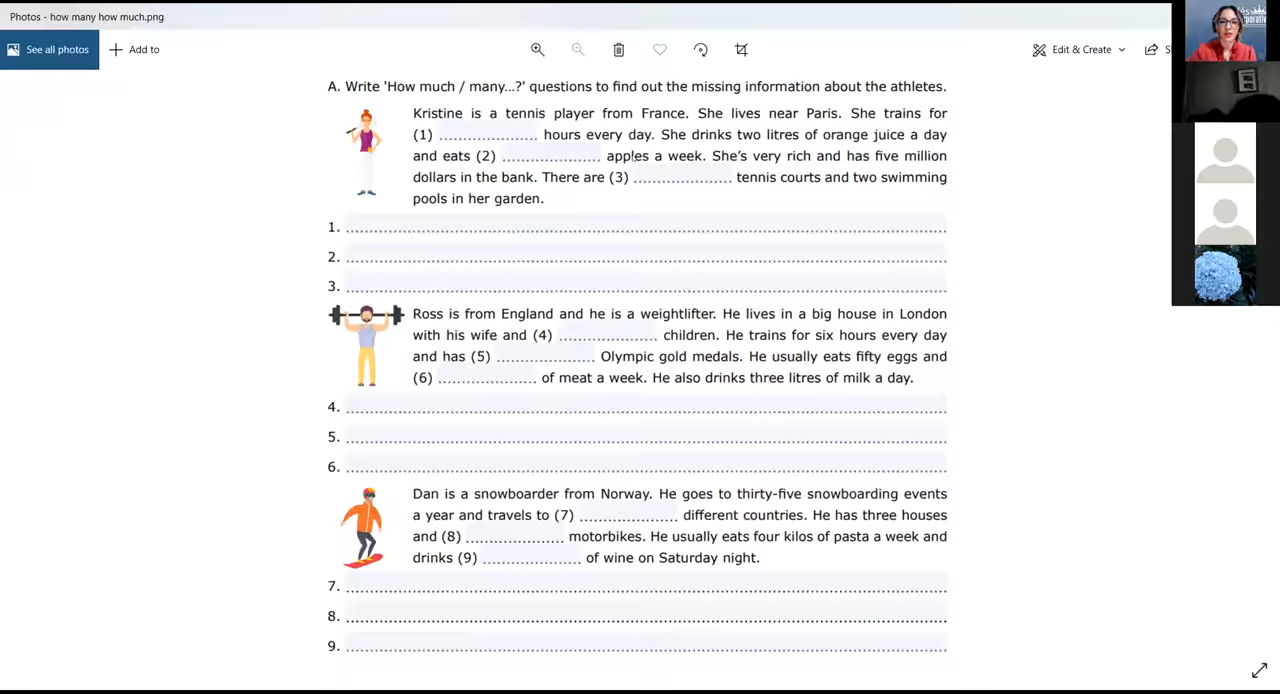 Photos - how many how much.png
See all photos
Add to
Edit & Create
A. Write 'How much / many...?' questions to find out the missing information about the athletes.
Kristine is a tennis player from France. She lives near Paris. She trains for
(1) .................... hours every day. She drinks two litres of orange juice a day
and eats (2) .................... apples a week. She's very rich and has five million
dollars in the bank. There are (3) .................... tennis courts and two swimming
pools in her garden.
1.
2.
3.
Ross is from England and he is a weightlifter. He lives in a big house in London
with his wife and (4) .................... children. He trains for six hours every day
and has (5) .................... Olympic gold medals. He usually eats fifty eggs and
(6) .................... of meat a week. He also drinks three litres of milk a day.
4.
5.
6.
Dan is a snowboarder from Norway. He goes to thirty-five snowboarding events
a year and travels to (7) .................... different countries. He has three houses
and (8) .................... motorbikes. He usually eats four kilos of pasta a week and
drinks (9) .................... of wine on Saturday night.
7.
8.
9.